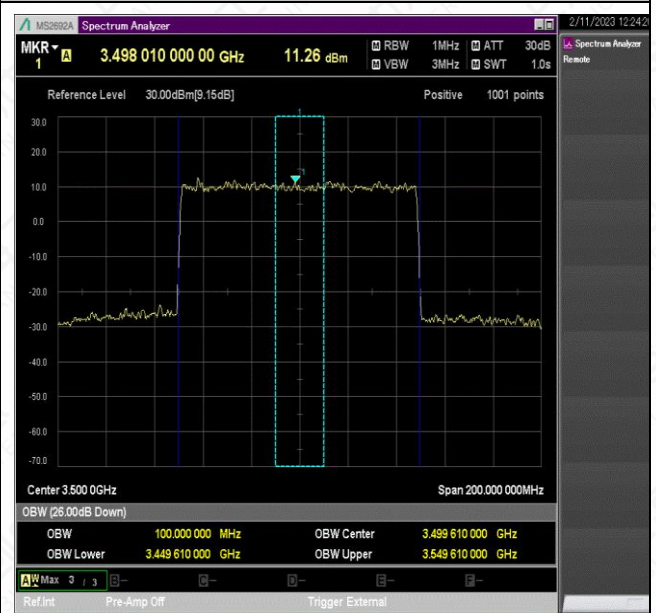 MS2692A Spectrum Analyzer
2/11/2023 12:24:2
MKR A 3.498 010 000 00 GHz 11.26 dBm M RBW 1MHz M ATT 30dB
1 M VBW 3MHz M SWT 1.0s
Spectrum Analyzer
Remote
Reference Level 30.00dBm[9.15dB] Positive 1001 points
1
30.0
20.0
10.0
1
0.0
-10.0
-20.0
-30.0
-40.0
-50.0
-60.0
-70.0
Center 3.500 0GHz Span 200.000 000MHz
OBW (26.00dB Down)
OBW 100.000 000 MHz OBW Center 3.499 610 000 GHz
OBW Lower 3.449 610 000 GHz OBW Upper 3.549 610 000 GHz
A W Max 3 / 3 B- C- D- E- F-
Ref.Int Pre-Amp Off Trigger External